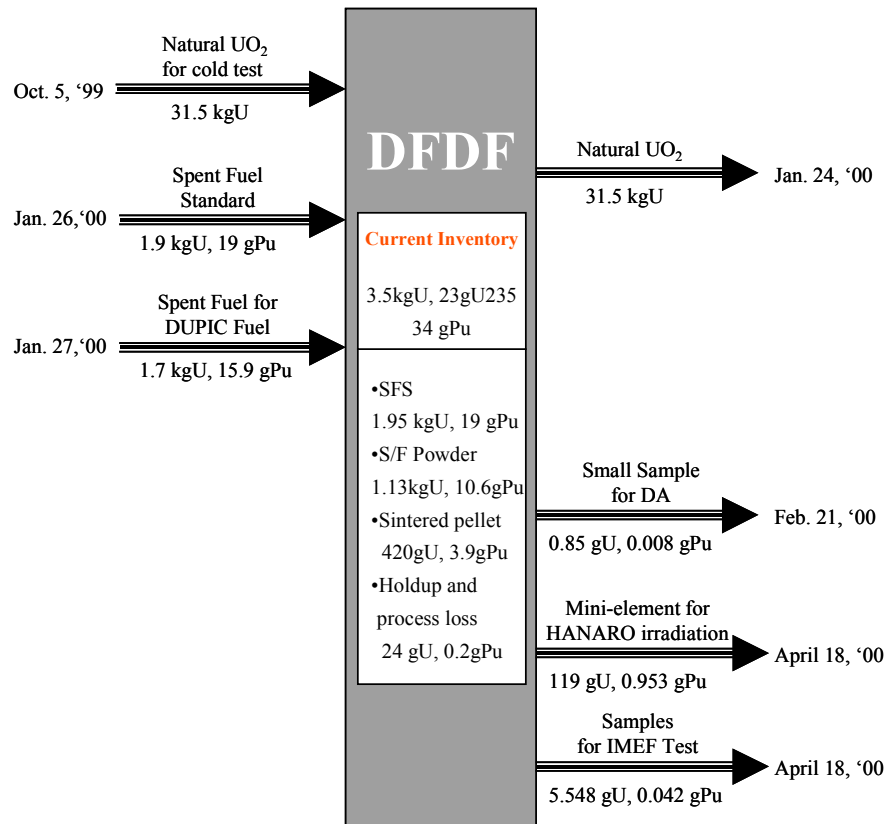 Natural UO₂
for cold test
Oct. 5, ‘99
31.5 kgU
Spent Fuel
Standard
Jan. 26,‘00
1.9 kgU, 19 gPu
Spent Fuel for
DUPIC Fuel
Jan. 27,‘00
1.7 kgU, 15.9 gPu
DFDF
Current Inventory
3.5kgU, 23gU235
34 gPu
•SFS
1.95 kgU, 19 gPu
•S/F Powder
1.13kgU, 10.6gPu
•Sintered pellet
420gU, 3.9gPu
•Holdup and
process loss
24 gU, 0.2gPu
Natural UO₂
Jan. 24, ‘00
31.5 kgU
Small Sample
for DA
Feb. 21, ‘00
0.85 gU, 0.008 gPu
Mini-element for
HANARO irradiation
April 18, ‘00
119 gU, 0.953 gPu
Samples
for IMEF Test
April 18, ‘00
5.548 gU, 0.042 gPu